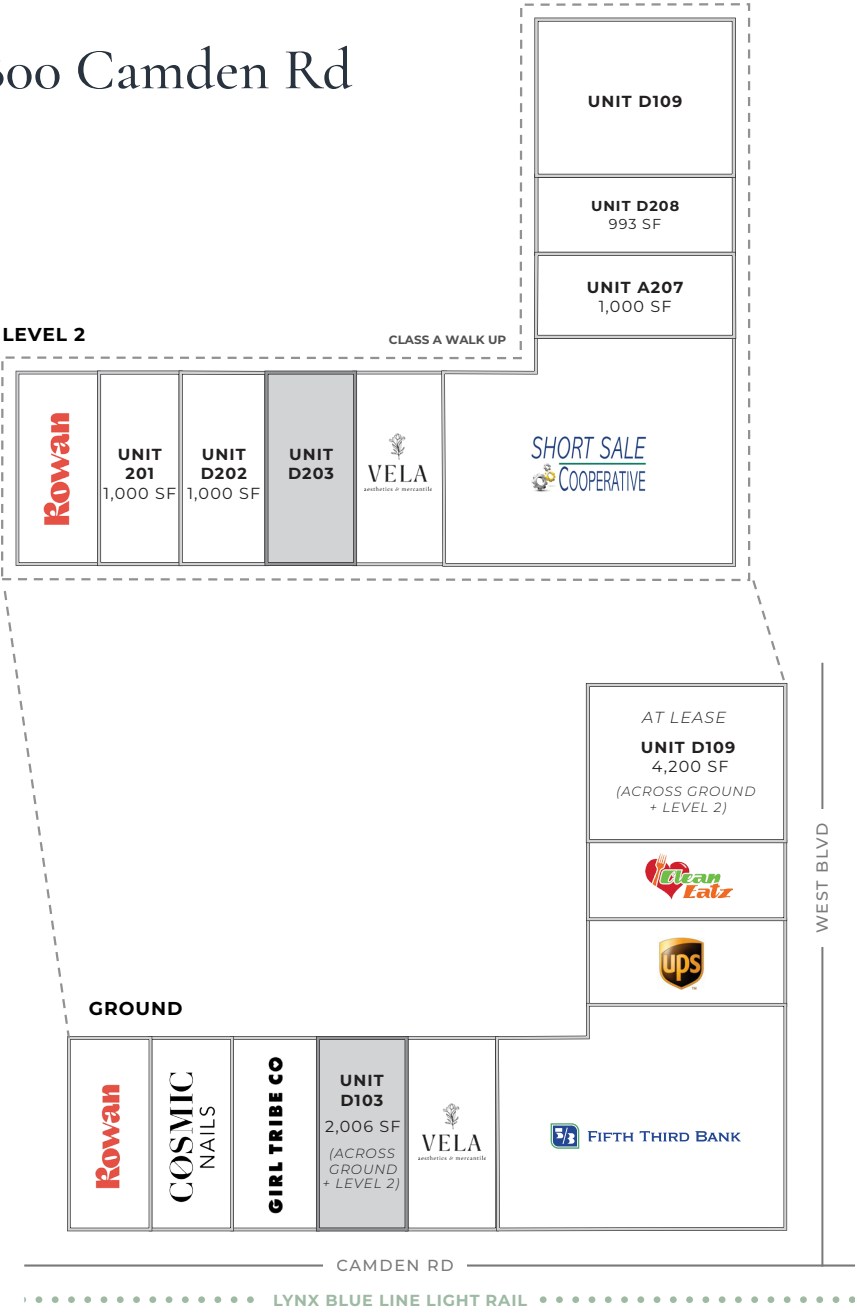 00 Camden Rd
UNIT D109
UNIT D208
993 SF
UNIT A207
1,000 SF
LEVEL 2
CLASS A WALK UP
Rowan
UNIT
201
1,000 SF
UNIT
D202
1,000 SF
UNIT
D203
VELA
aesthetics & mercantile
SHORT SALE
COOPERATIVE
AT LEASE
UNIT D109
4,200 SF
(ACROSS GROUND
+ LEVEL 2)
Clean
Eatz
ups
WEST BLVD
GROUND
Rowan
COSMIC
NAILS
GIRL TRIBE CO
UNIT
D103
2,006 SF
(ACROSS
GROUND
+ LEVEL 2)
VELA
aesthetics & mercantile
5/3 FIFTH THIRD BANK
CAMDEN RD
LYNX BLUE LINE LIGHT RAIL